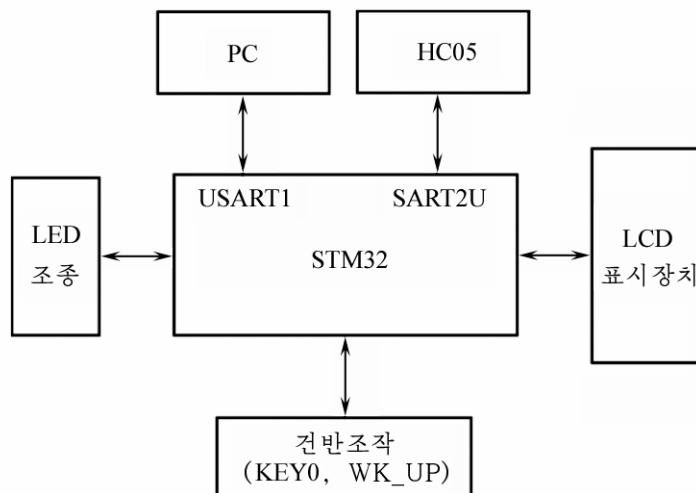 PC
HC05
USART1
SART2U
LED
조종
STM32
LCD
표시장치
건반조작
(KEY0, WK_UP)